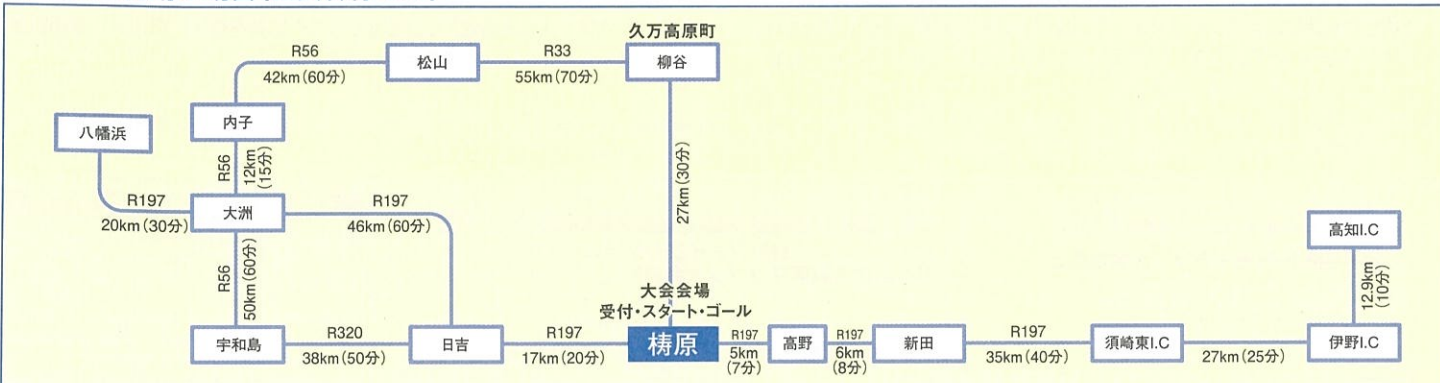 久万高原町
R56
42km(60分)
松山
R33
55km(70分)
柳谷
八幡浜
内子
R56
12km
(15分)
27km(30分)
R197
20km(30分)
大洲
R197
46km(60分)
高知I.C
R56
50km(60分)
12.9km
(10分)
大会会場
受付・スタート・ゴール
宇和島
R320
38km(50分)
日吉
R197
17km(20分)
梼原
R197
5km
(7分)
高野
R197
6km
(8分)
新田
R197
35km(40分)
須崎東I.C
27km(25分)
伊野I.C